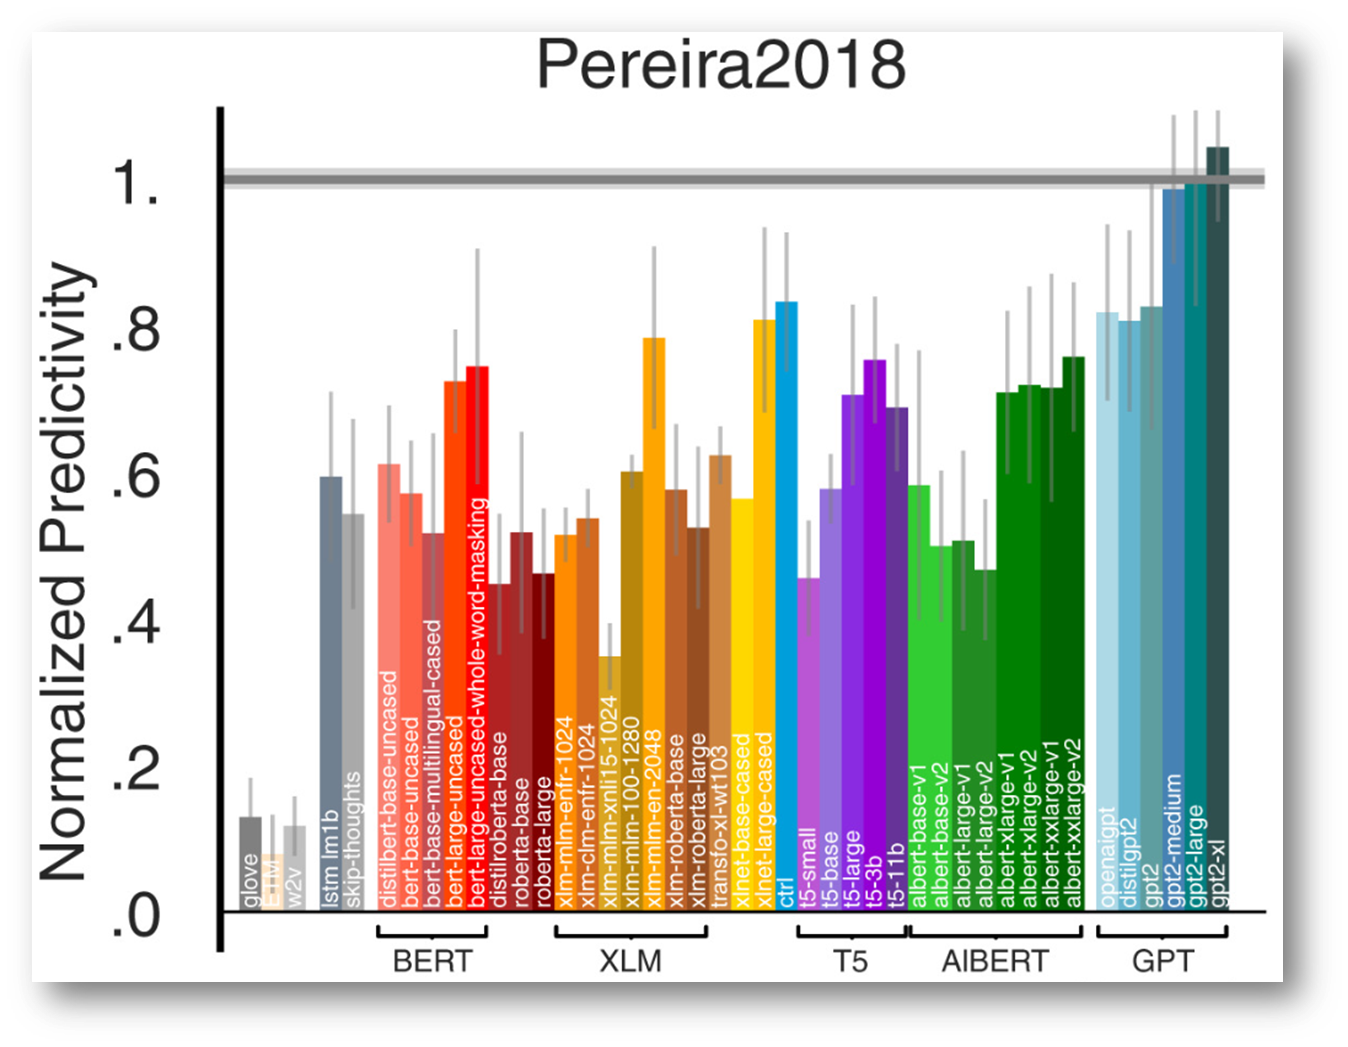 Pereira2018
Normalized Predictivity
1.
.8
.6
.4
.2
.0
glove
ETM
w2v
lstm lm1b
skip-thoughts
distilbert-base-uncased
bert-base-uncased
bert-base-multilingual-cased
bert-large-uncased
bert-large-uncased-whole-word-masking
distilroberta-base
roberta-base
roberta-large
xlm-mlm-enfr-1024
xlm-clm-enfr-1024
xlm-mlm-xnli15-1024
xlm-mlm-100-1280
xlm-mlm-en-2048
xlm-roberta-base
xlm-roberta-large
transfo-xl-wt103
xlnet-base-cased
xlnet-large-cased
ctrl
t5-small
t5-base
t5-large
t5-3b
t5-11b
albert-base-v1
albert-base-v2
albert-large-v1
albert-large-v2
albert-xlarge-v1
albert-xlarge-v2
albert-xxlarge-v1
albert-xxlarge-v2
openaigpt
distilgpt2
gpt2
gpt2-medium
gpt2-large
gpt2-xl
BERT
XLM
T5
AlBERT
GPT